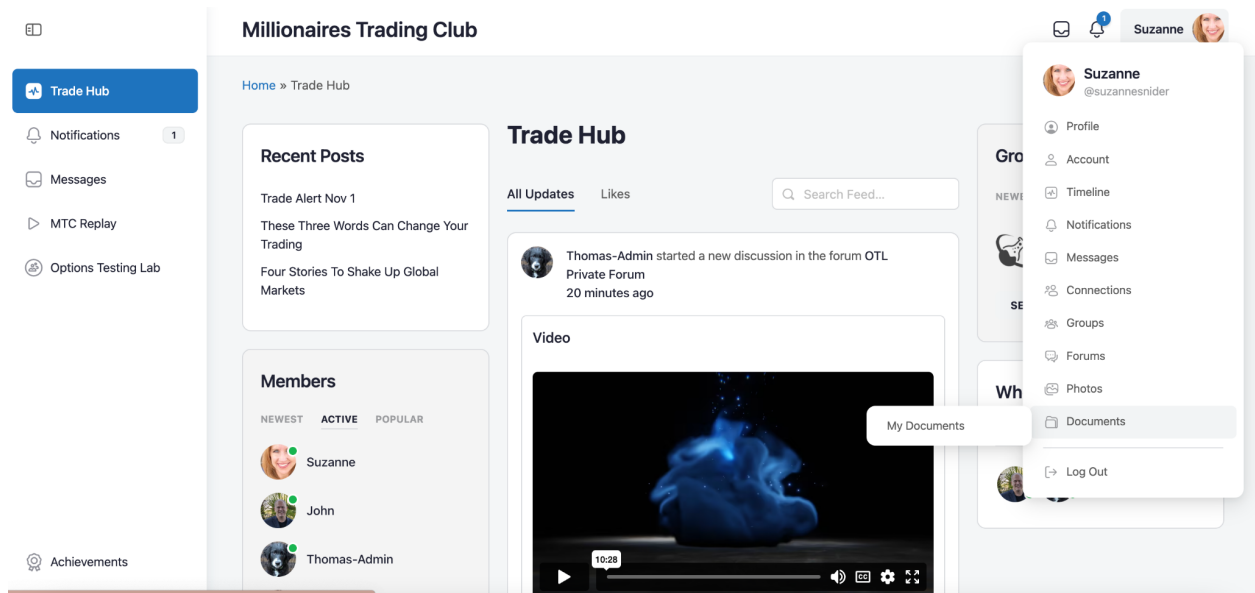 Millionaires Trading Club
1
Suzanne
Trade Hub
Notifications
1
Messages
MTC Replay
Options Testing Lab
Achievements
Home » Trade Hub
Recent Posts
Trade Alert Nov 1
These Three Words Can Change Your
Trading
Four Stories To Shake Up Global
Markets
Members
NEWEST ACTIVE POPULAR
Suzanne
John
Thomas-Admin
Trade Hub
All Updates Likes
Search Feed...
Thomas-Admin started a new discussion in the forum OTL
Private Forum
20 minutes ago
Video
10:28
CC
Gro
NEWE
SE
Wh
Suzanne
@suzannesnider
Profile
Account
Timeline
Notifications
Messages
Connections
Groups
Forums
Photos
Documents
My Documents
Log Out